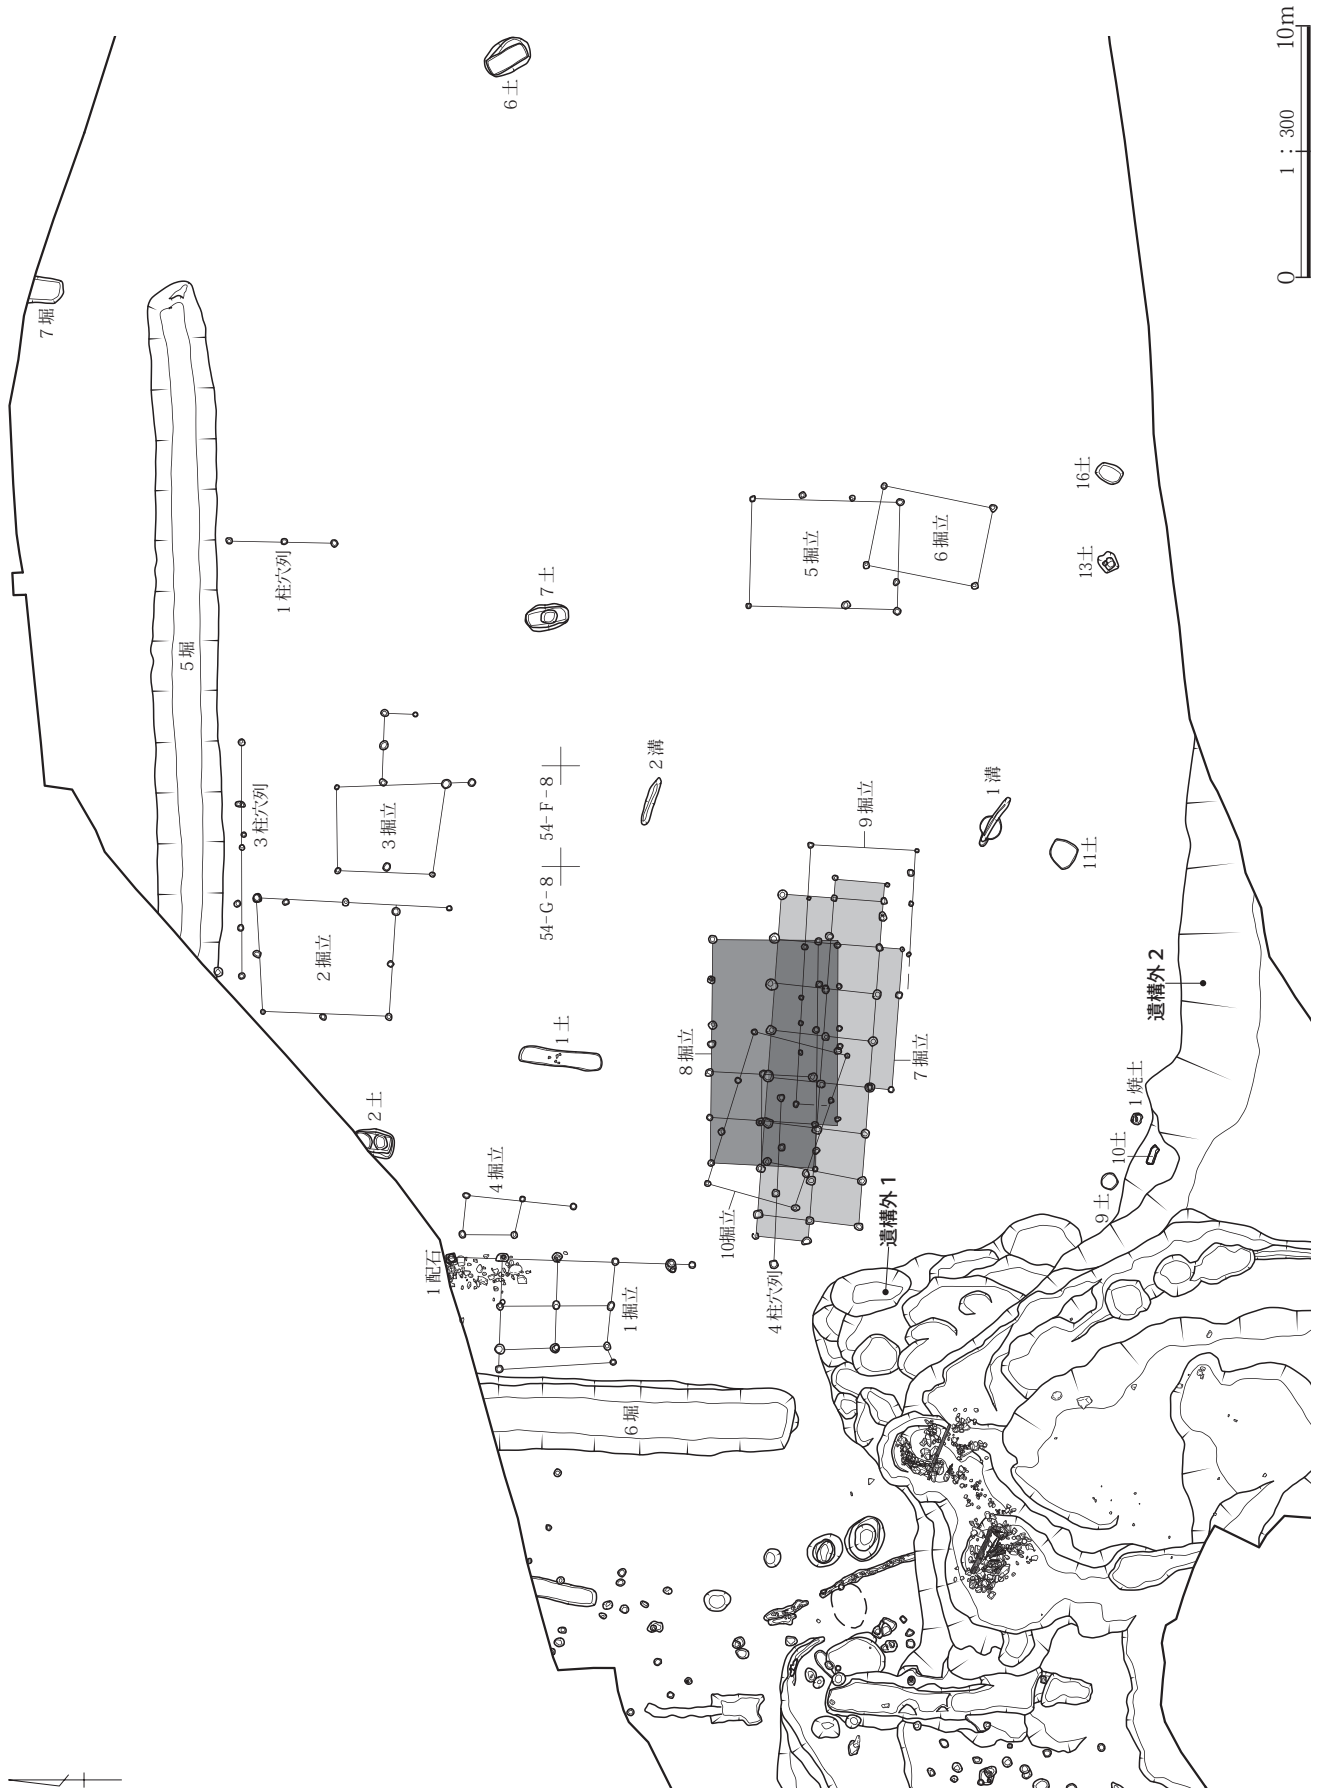 6土
10m
1：300
0
7堀
5堀
1柱穴列
7土
16土
13土
5掘立
6掘立
3柱穴列
3掘立
54-F-8
2溝
1溝
9掘立
11土
54-G-8
2掘立
1土
8掘立
7掘立
遺構外2
2土
1焼土
10土
9土
4掘立
10掘立
遺構外1
1配石
1掘立
4柱穴列
6堀